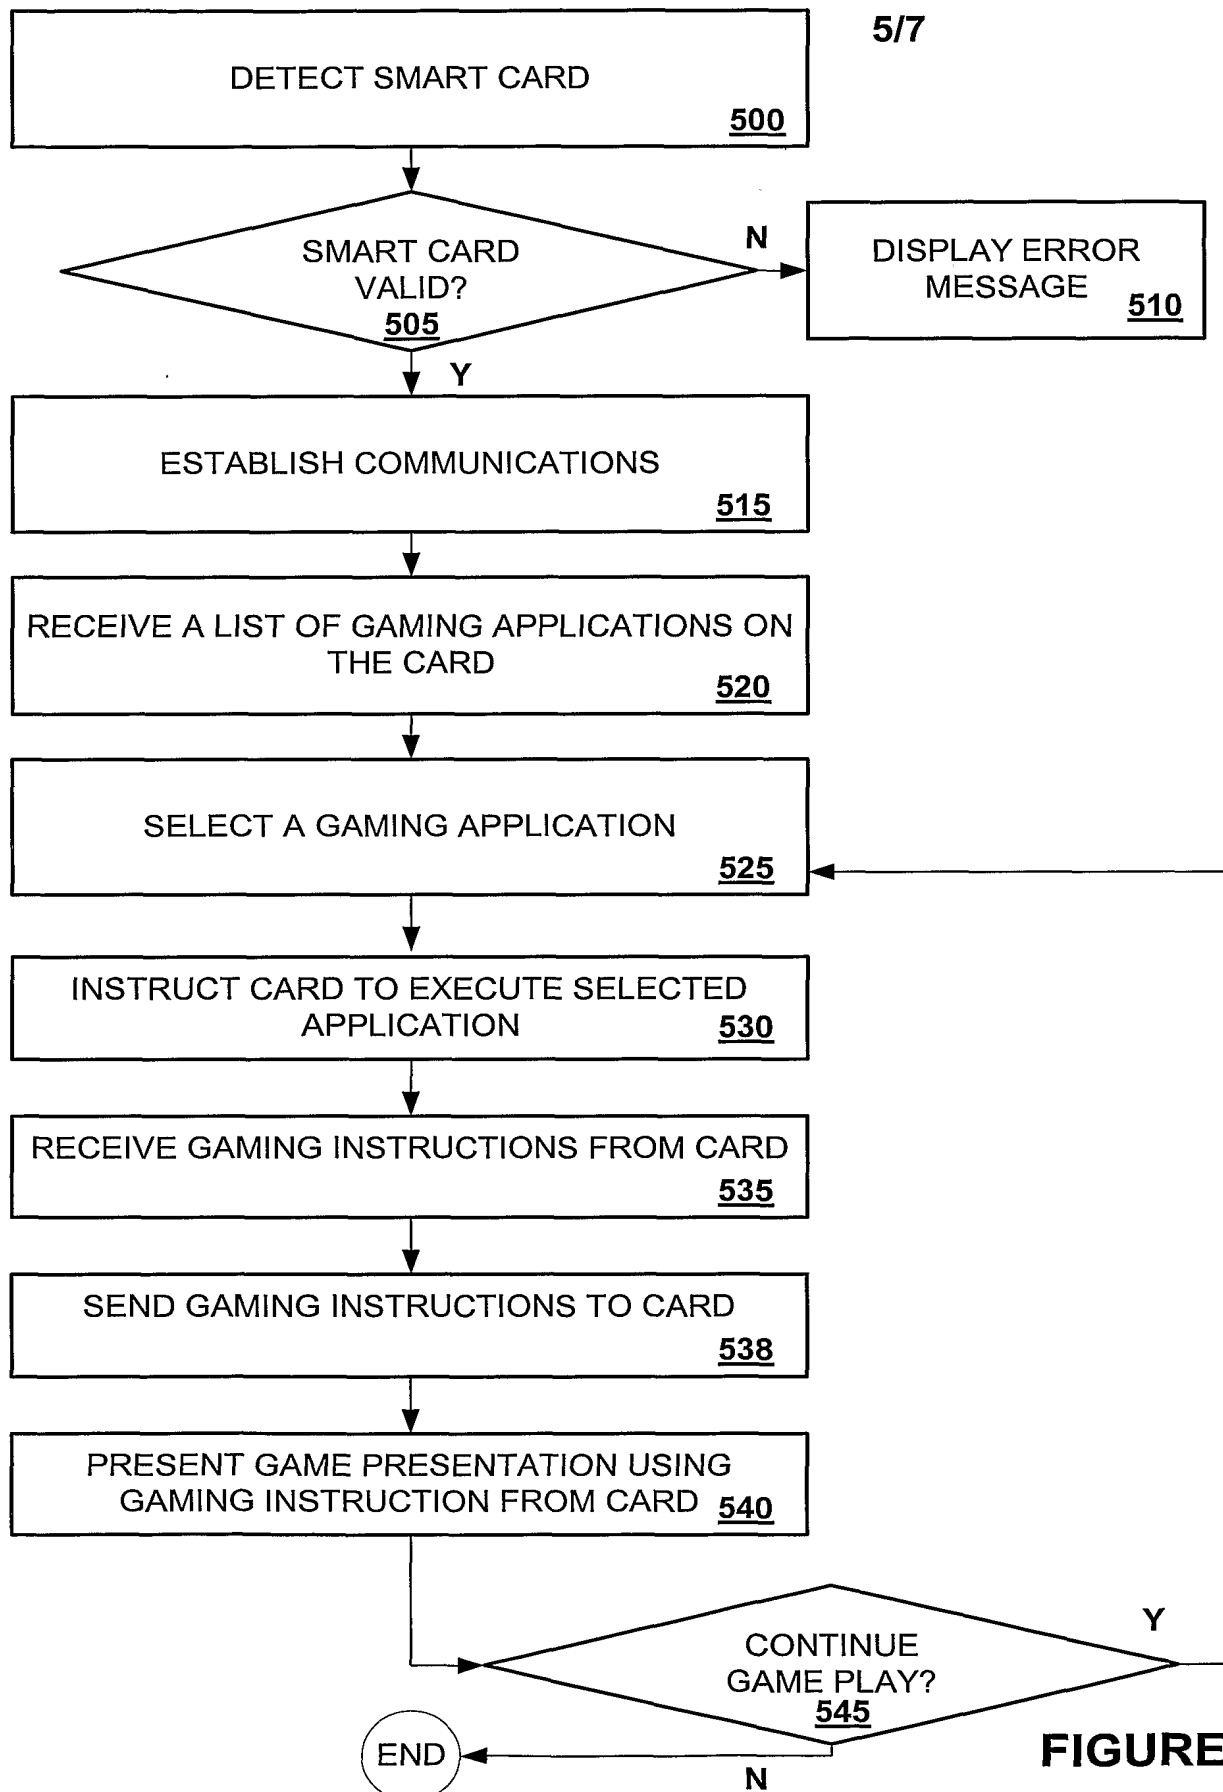 5/7
DETECT SMART CARD
500
SMART CARD
VALID?
505
N
DISPLAY ERROR
MESSAGE
510
Y
ESTABLISH COMMUNICATIONS
515
RECEIVE A LIST OF GAMING APPLICATIONS ON
THE CARD
520
SELECT A GAMING APPLICATION
525
INSTRUCT CARD TO EXECUTE SELECTED
APPLICATION
530
RECEIVE GAMING INSTRUCTIONS FROM CARD
535
SEND GAMING INSTRUCTIONS TO CARD
538
PRESENT GAME PRESENTATION USING
GAMING INSTRUCTION FROM CARD
540
CONTINUE
GAME PLAY?
545
Y
N
END
FIGURE